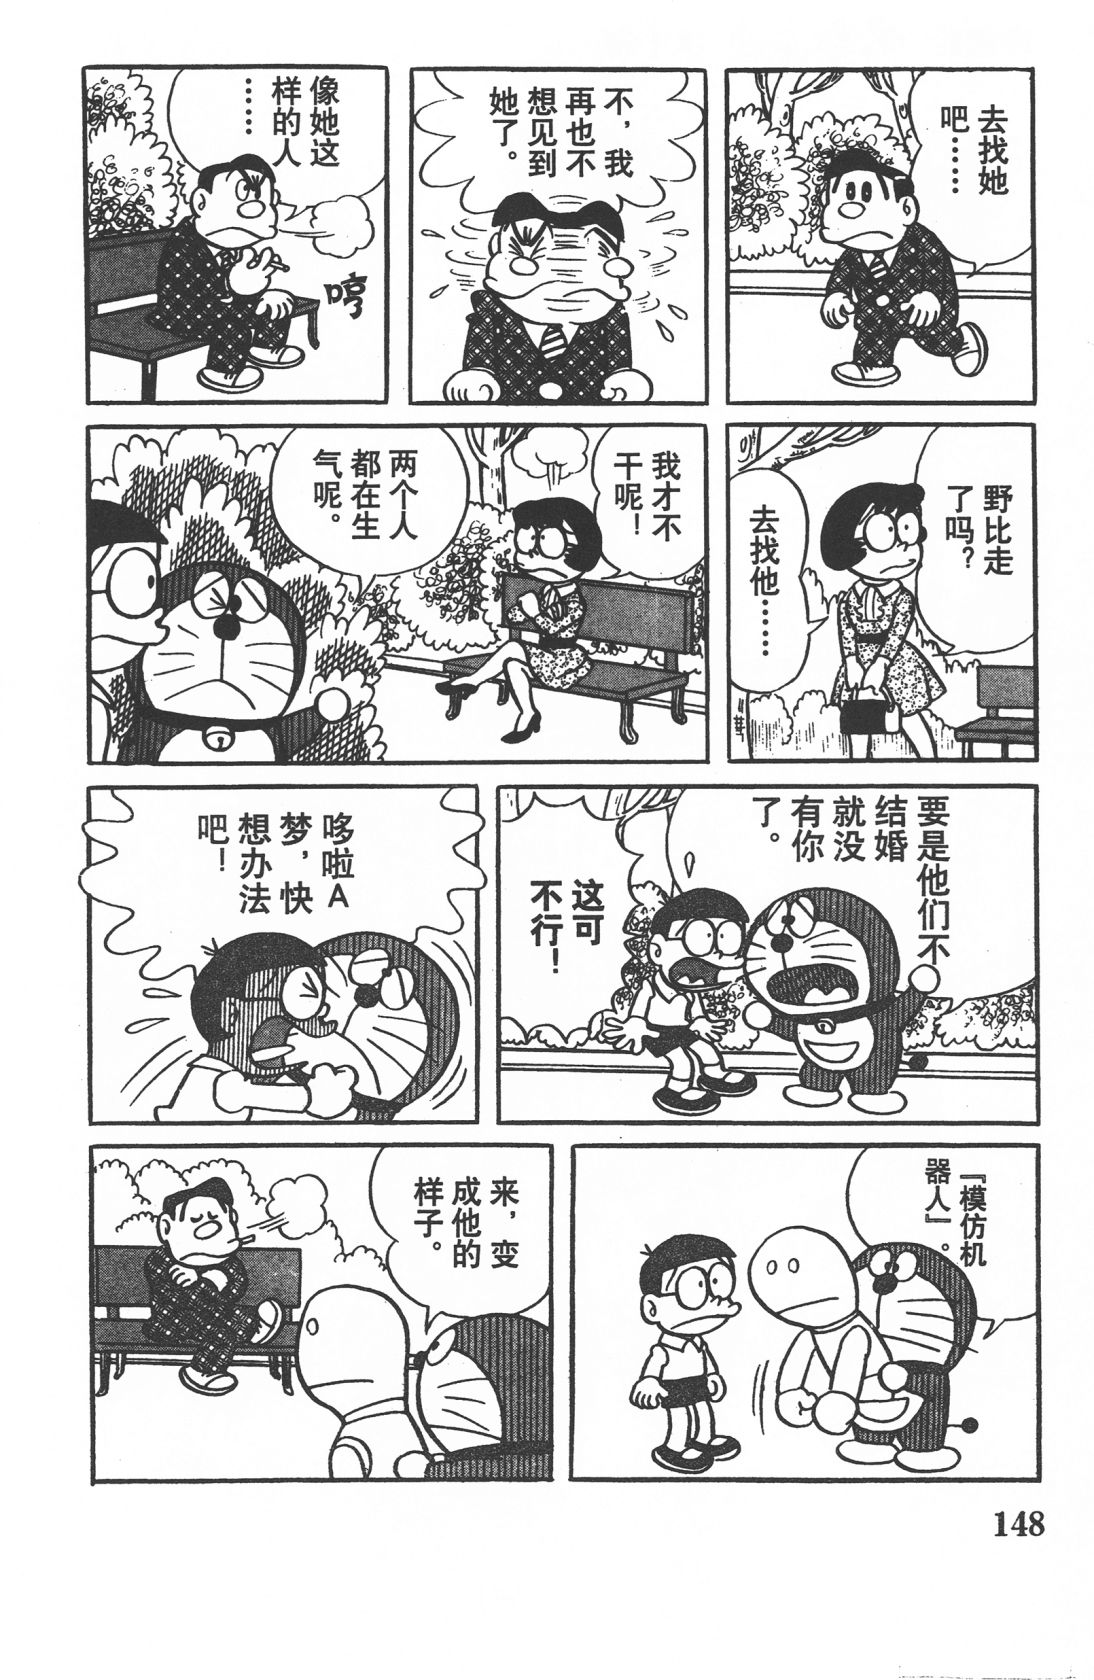 去找她
吧……
不，我
再也不
想见到
她了。
像她这
样的人
……
哼
野比走
了吗？
去找他……
我才不
干呢！
两个人
都在生
气呢。
要是他们不
结婚
就没
有你
了。
这可
不行！
哆啦A
梦，快
想办法
吧！
『模仿机
器人』。
来，变
成他的
样子。
148